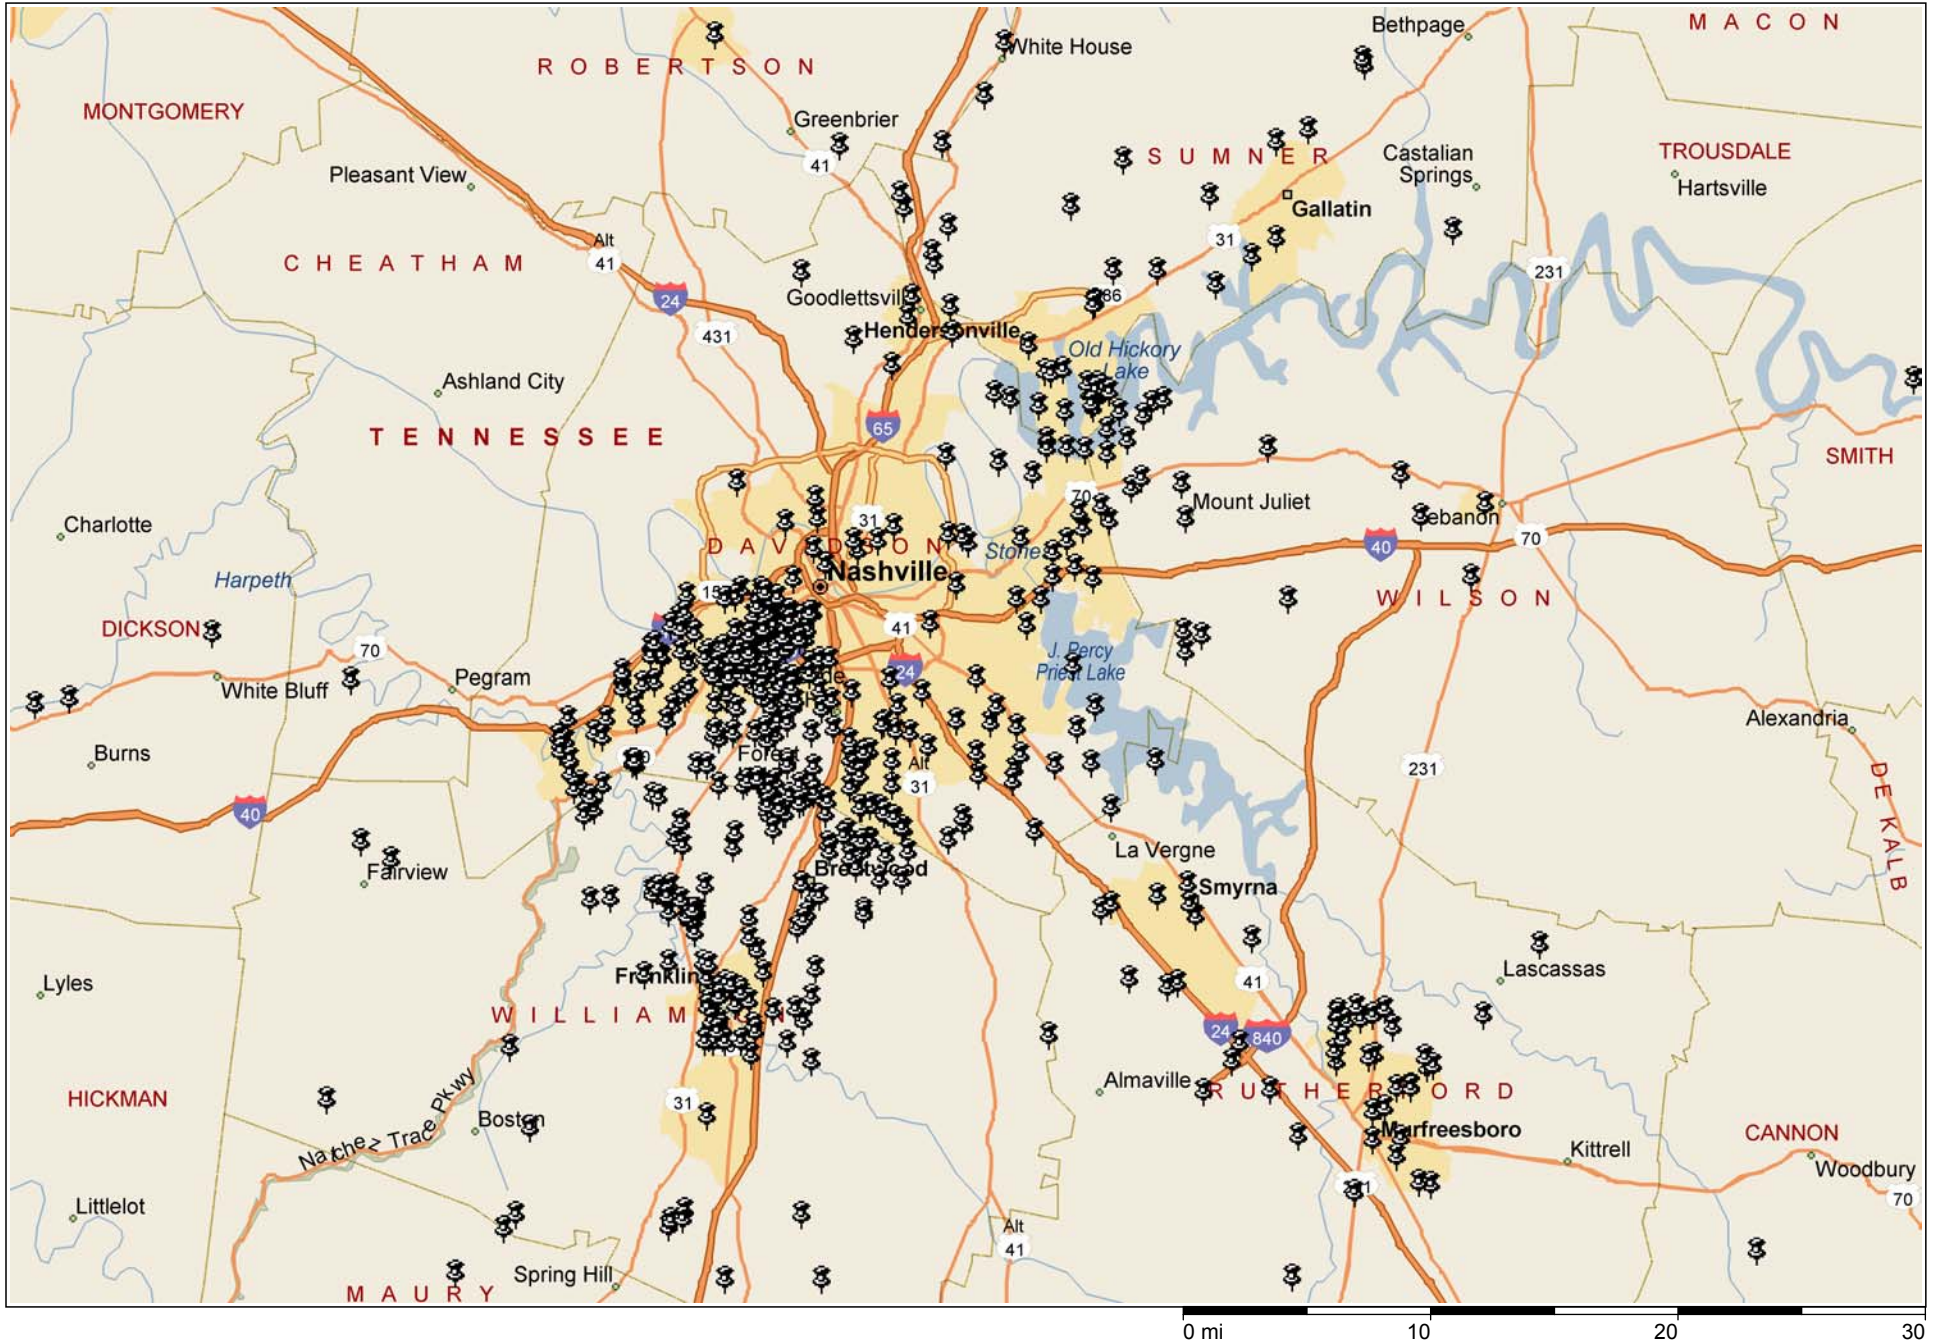 Bethpage
MACON
White House
ROBERTSON
MONTGOMERY
Greenbrier
41
SUMNER
Castalian
Springs
TROUSDALE
Hartsville
Pleasant View
Gallatin
31
Alt
41
CHEATHAM
231
24
Goodlettsvill
86
431
Hendersonville
Old Hickory
Lake
Ashland City
65
TENNESSEE
SMITH
70
Mount Juliet
Charlotte
31
Lebanon
70
40
DAVIDSON
Stones
Harpeth
Nashville
WILSON
DICKSON
41
70
J. Percy
Priest Lake
24
White Bluff
Pegram
Alexandria
Burns
Forest
Alt
31
231
DE KALB
40
La Vergne
Fairview
Brentwood
Smyrna
Franklin
Lascassas
Lyles
41
WILLIAMSON
24
840
Almaville
RUTHERFORD
HICKMAN
31
Natchez Trace Pkwy
Boston
Murfreesboro
CANNON
Kittrell
Woodbury
70
Littlelot
Alt
41
Spring Hill
MAURY
0 mi 10 20 30